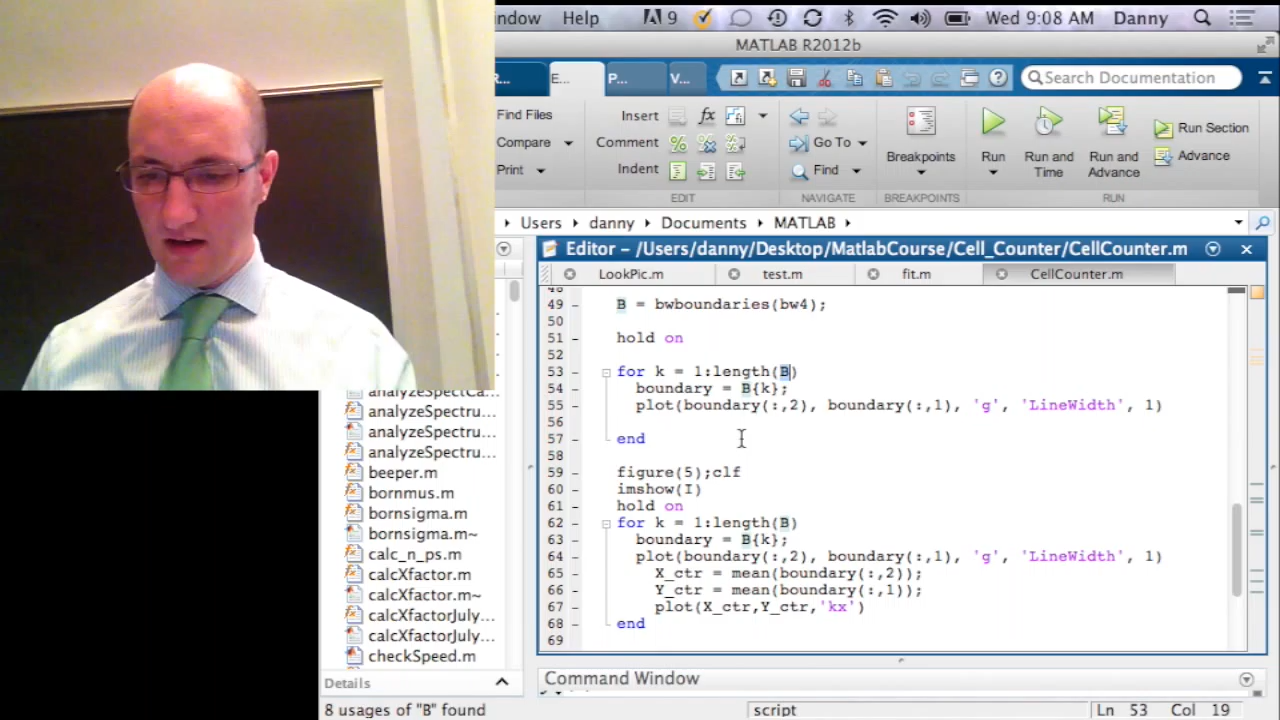 indow Help 9 Wed 9:08 AM Danny
MATLAB R2012b
R... E... P... V... Search Documentation
Find Files Insert fx
Compare Comment Go To Breakpoints Run Run and Time Run and Advance Run Section
Print Indent Find Advance
EDIT NAVIGATE BREAKPOINTS RUN
Users danny Documents MATLAB
Editor – /Users/danny/Desktop/MatlabCourse/Cell_Counter/CellCounter.m
LookPic.m test.m fit.m CellCounter.m
48
49 – B = bwboundaries(bw4);
50
51 – hold on
52
53 – for k = 1:length(B)
54 – boundary = B{k};
55 – plot(boundary(:,2), boundary(:,1), 'g', 'LineWidth', 1)
56
57 – end
58
59 – figure(5);clf
60 – imshow(I)
61 – hold on
62 – for k = 1:length(B)
63 – boundary = B{k};
64 – plot(boundary(:,2), boundary(:,1), 'g', 'LineWidth', 1)
65 – X_ctr = mean(boundary(:,2));
66 – Y_ctr = mean(boundary(:,1));
67 – plot(X_ctr,Y_ctr,'kx')
68 – end
69
analyzeSpectCa...
analyzeSpectru...
analyzeSpectru...
analyzeSpectru...
beeper.m
bornmus.m
bornsigma.m
bornsigma.m~
calc_n_ps.m
calcXfactor.m
calcXfactor.m~
calcXfactorJuly...
calcXfactorJuly...
checkSpeed.m
Details
Command Window
8 usages of "B" found script Ln 53 Col 19